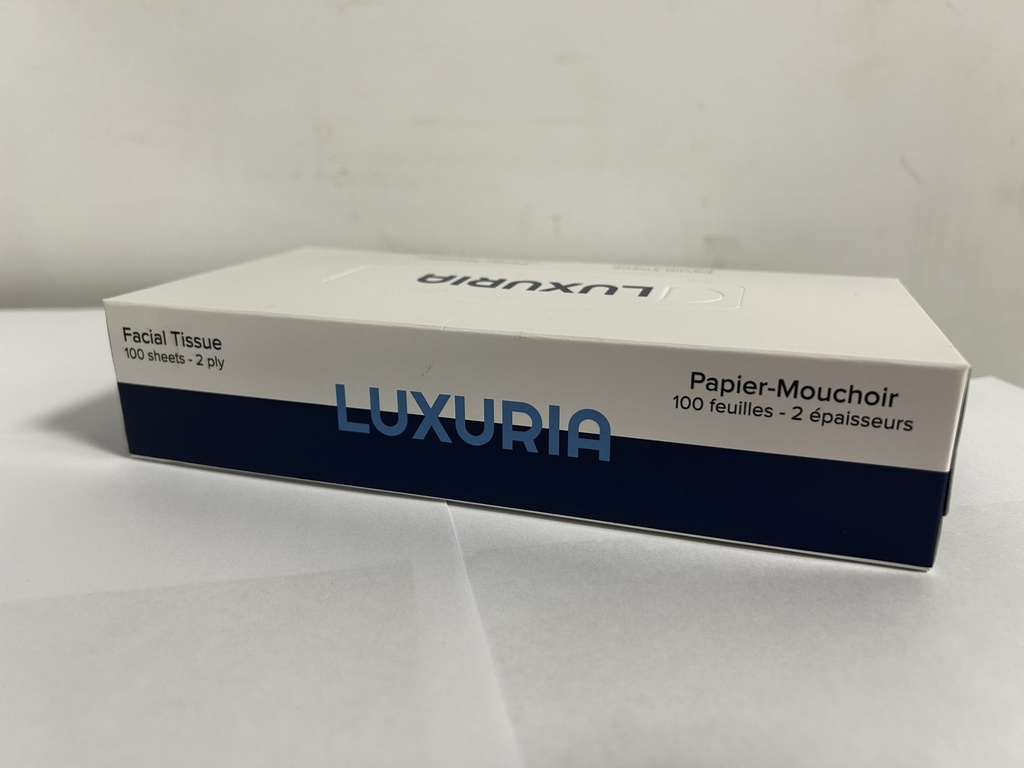 LUXURIA
Facial Tissue
100 sheets - 2 ply
LUXURIA
Papier-Mouchoir
100 feuilles - 2 épaisseurs